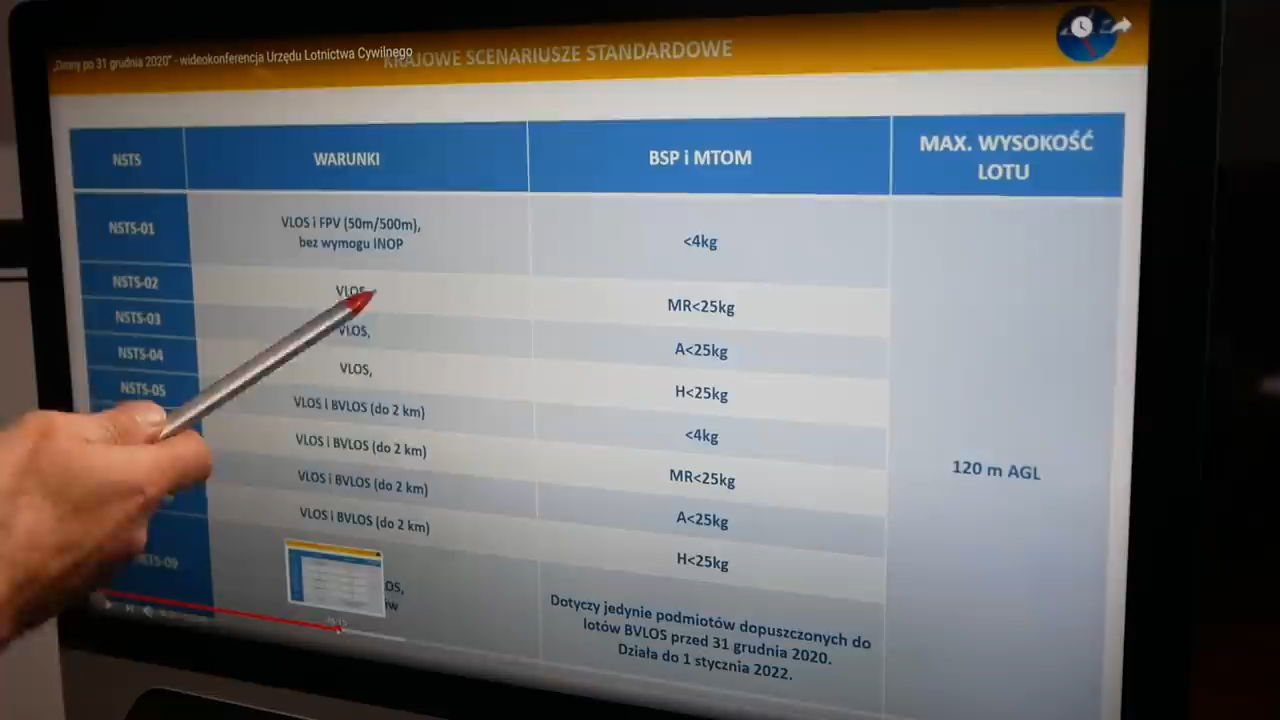 „Drony po 31 grudnia 2020" - wideokonferencja Urzędu Lotnictwa Cywilnego
KRAJOWE SCENARIUSZE STANDARDOWE
NSTS
WARUNKI
BSP i MTOM
MAX. WYSOKOŚĆ
LOTU
NSTS-01
VLOS i FPV (50m/500m),
bez wymogu INOP
<4kg
NSTS-02
VLOS,
MR<25kg
NSTS-03
VLOS,
A<25kg
NSTS-04
VLOS,
H<25kg
NSTS-05
VLOS i BVLOS (do 2 km)
<4kg
VLOS i BVLOS (do 2 km)
MR<25kg
VLOS i BVLOS (do 2 km)
A<25kg
VLOS i BVLOS (do 2 km)
H<25kg
NSTS-09
Dotyczy jedynie podmiotów dopuszczonych do
lotów BVLOS przed 31 grudnia 2020.
Działa do 1 stycznia 2022.
120 m AGL